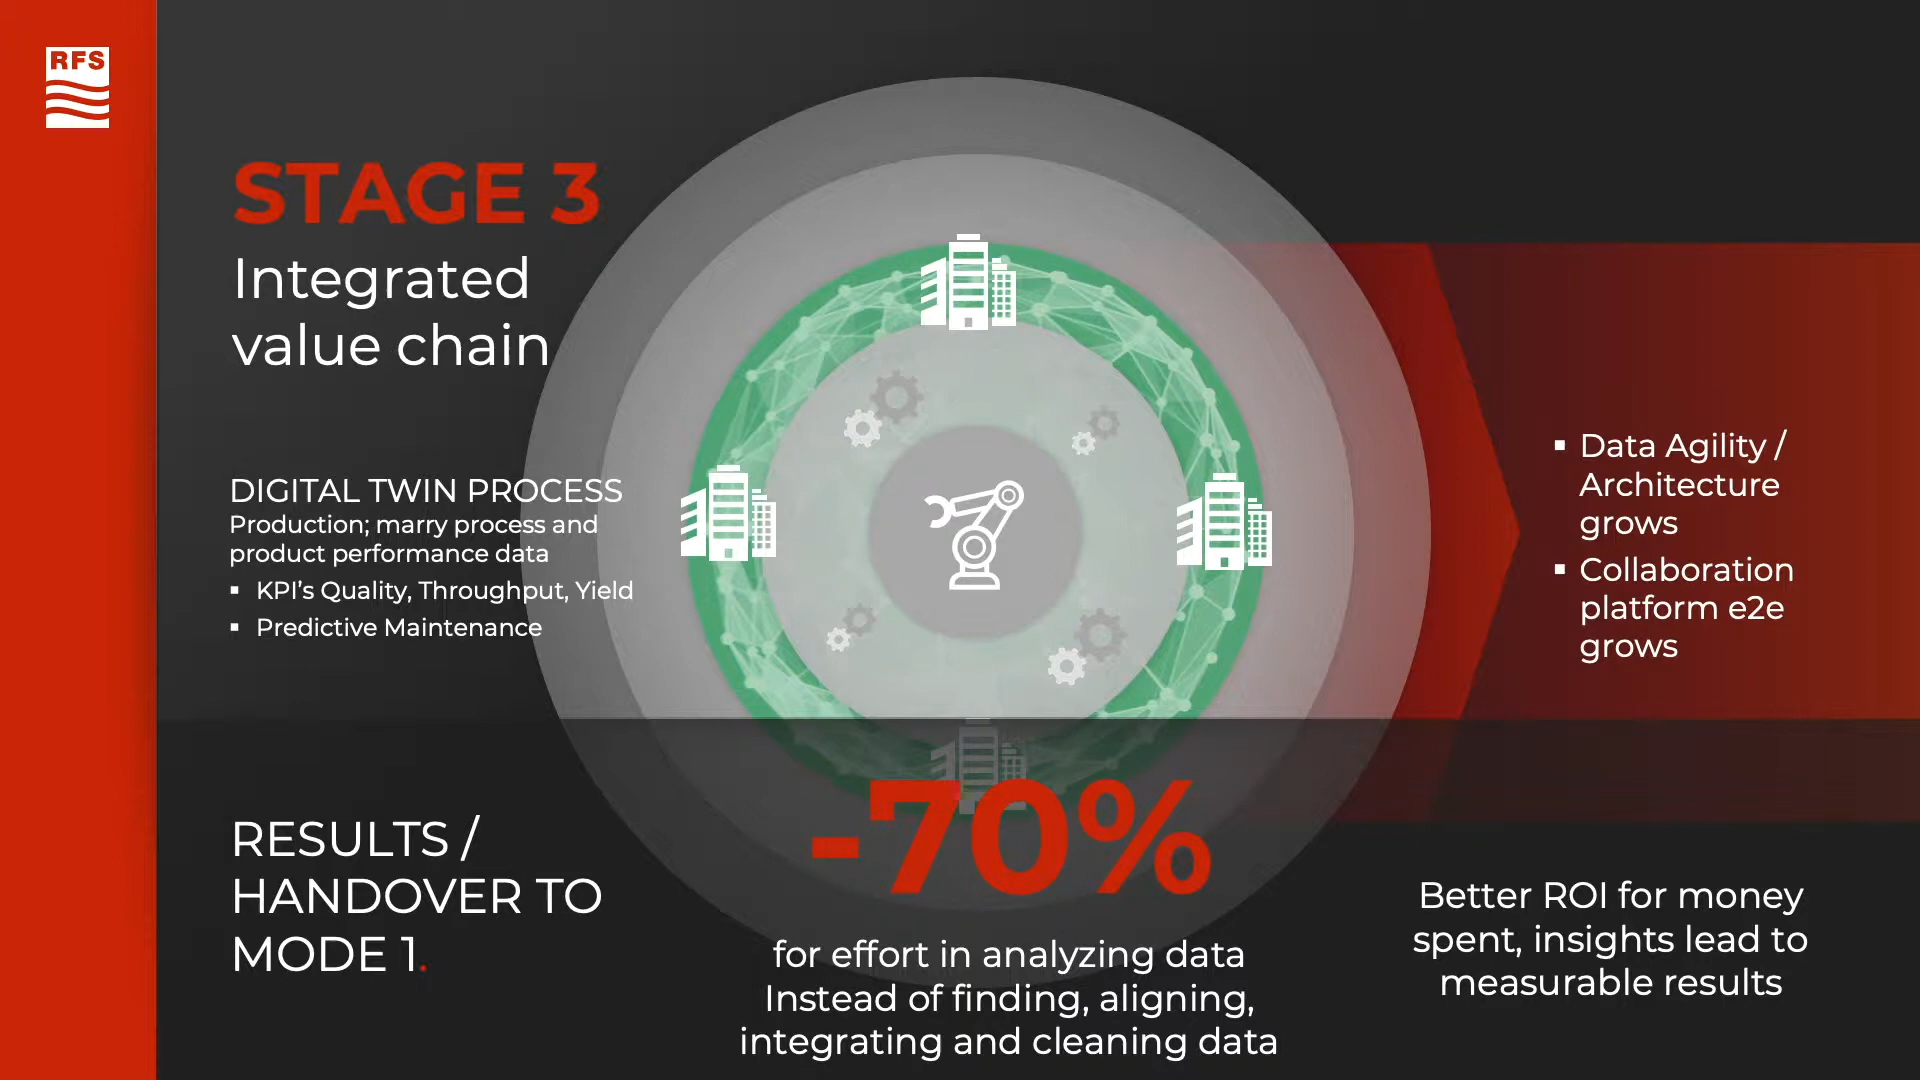 RFS
STAGE 3
Integrated
value chain
DIGITAL TWIN PROCESS
Production; marry process and
product performance data
▪ KPI's Quality, Throughput, Yield
▪ Predictive Maintenance
▪ Data Agility /
Architecture
grows
▪ Collaboration
platform e2e
grows
RESULTS /
HANDOVER TO
MODE 1.
-70%
for effort in analyzing data
Instead of finding, aligning,
integrating and cleaning data
Better ROI for money
spent, insights lead to
measurable results